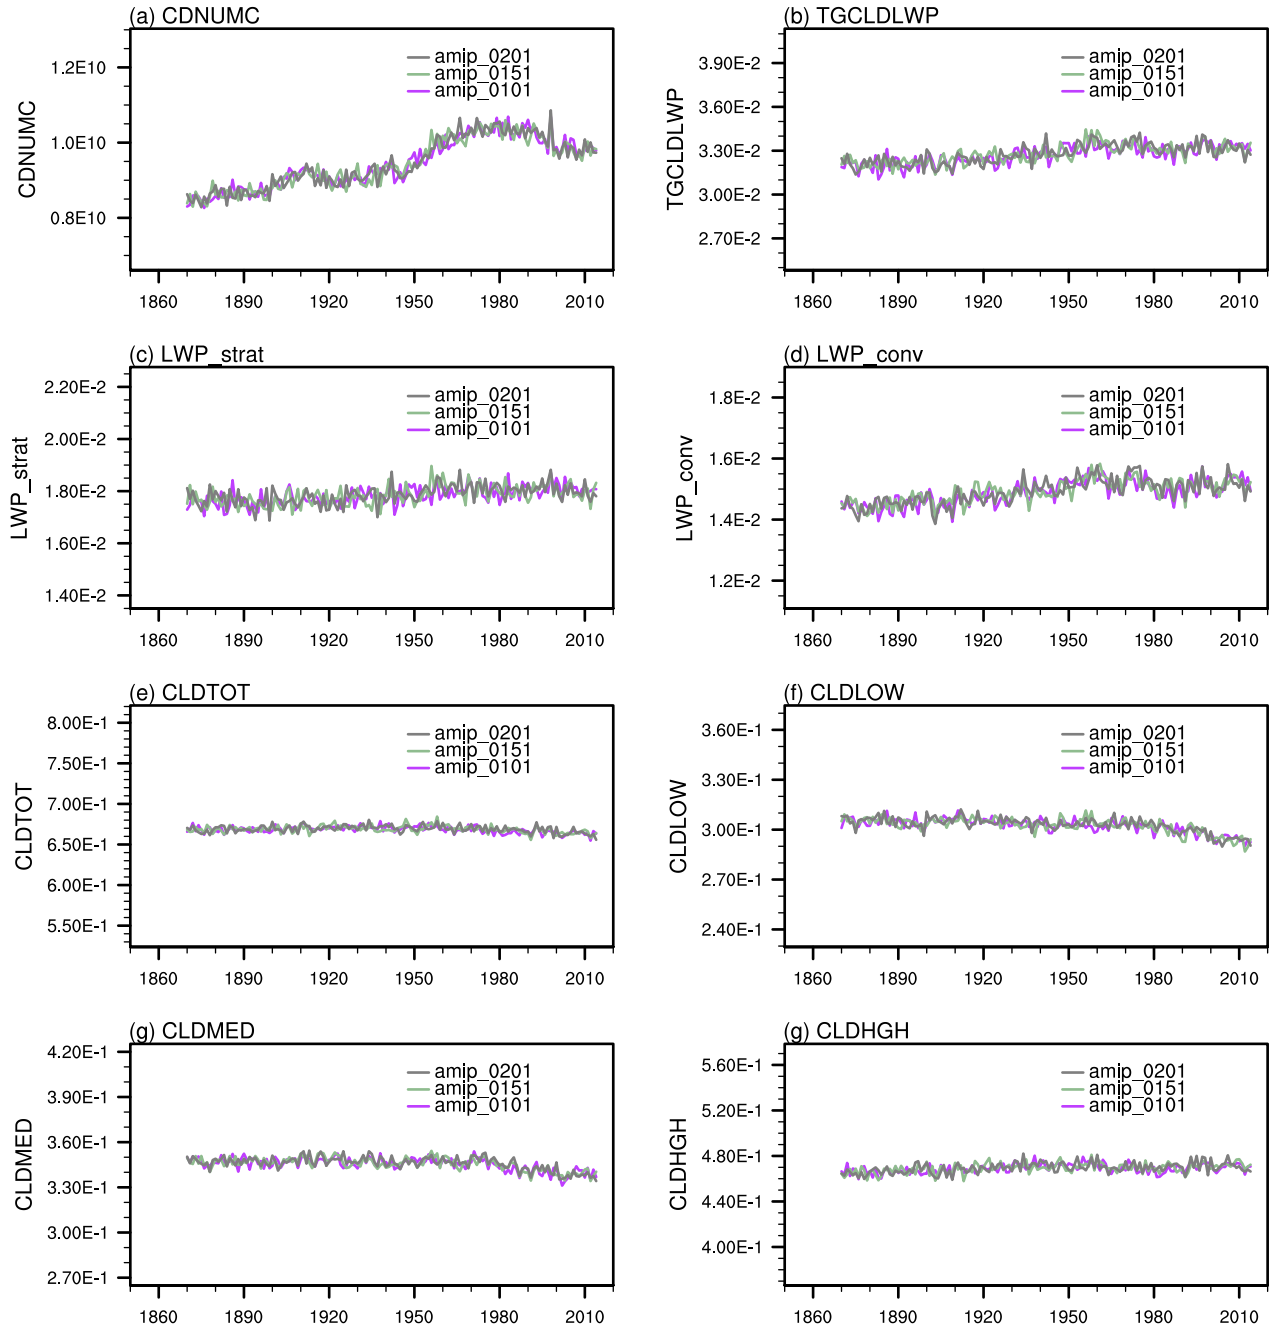 (a) CDNUMC
CDNUMC
1.2E10
1.0E10
0.8E10
amip_0201
amip_0151
amip_0101
1860 1890 1920 1950 1980 2010
(b) TGCLDLWP
TGCLDLWP
3.90E-2
3.60E-2
3.30E-2
3.00E-2
2.70E-2
amip_0201
amip_0151
amip_0101
1860 1890 1920 1950 1980 2010
(c) LWP_strat
LWP_strat
2.20E-2
2.00E-2
1.80E-2
1.60E-2
1.40E-2
amip_0201
amip_0151
amip_0101
1860 1890 1920 1950 1980 2010
(d) LWP_conv
LWP_conv
1.8E-2
1.6E-2
1.4E-2
1.2E-2
amip_0201
amip_0151
amip_0101
1860 1890 1920 1950 1980 2010
(e) CLDTOT
CLDTOT
8.00E-1
7.50E-1
7.00E-1
6.50E-1
6.00E-1
5.50E-1
amip_0201
amip_0151
amip_0101
1860 1890 1920 1950 1980 2010
(f) CLDLOW
CLDLOW
3.60E-1
3.30E-1
3.00E-1
2.70E-1
2.40E-1
amip_0201
amip_0151
amip_0101
1860 1890 1920 1950 1980 2010
(g) CLDMED
CLDMED
4.20E-1
3.90E-1
3.60E-1
3.30E-1
3.00E-1
2.70E-1
amip_0201
amip_0151
amip_0101
1860 1890 1920 1950 1980 2010
(g) CLDHGH
CLDHGH
5.60E-1
5.20E-1
4.80E-1
4.40E-1
4.00E-1
amip_0201
amip_0151
amip_0101
1860 1890 1920 1950 1980 2010